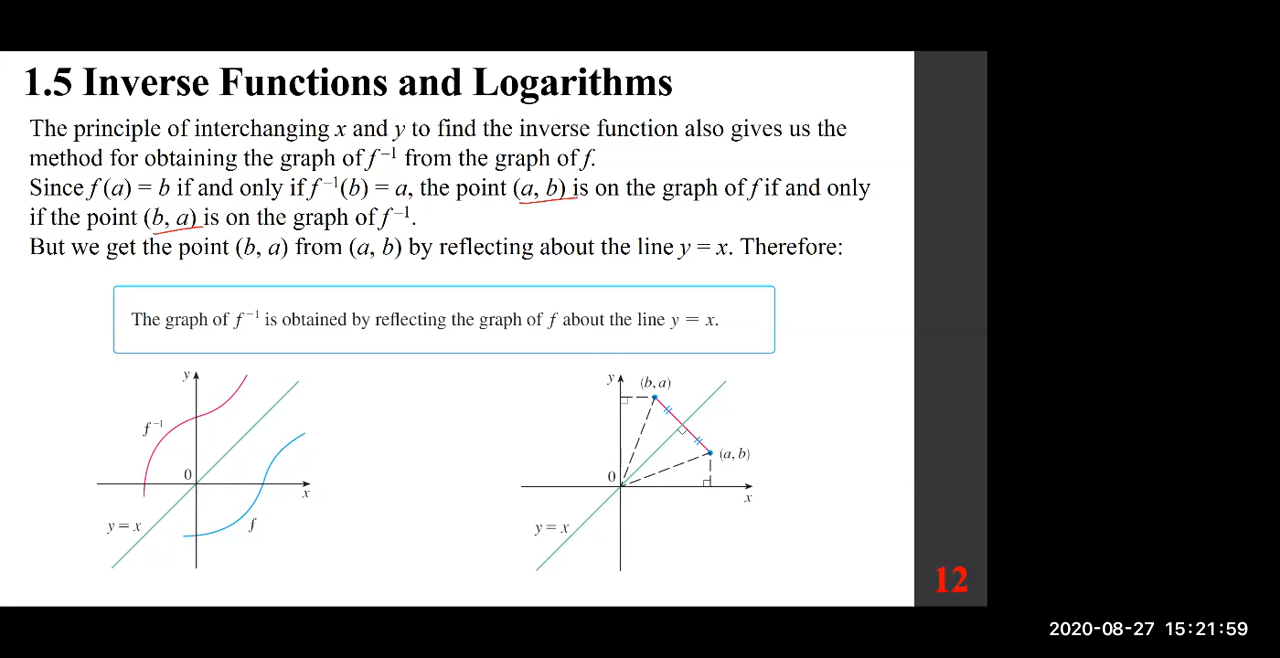 1.5 Inverse Functions and Logarithms
The principle of interchanging x and y to find the inverse function also gives us the
method for obtaining the graph of f⁻¹ from the graph of f.
Since f (a) = b if and only if f⁻¹(b) = a, the point (a, b) is on the graph of f if and only
if the point (b, a) is on the graph of f⁻¹.
But we get the point (b, a) from (a, b) by reflecting about the line y = x. Therefore:
The graph of f⁻¹ is obtained by reflecting the graph of f about the line y = x.
y
f⁻¹
0
x
y = x
f
y
(b, a)
(a, b)
0
x
y = x
12
2020-08-27 15:21:59